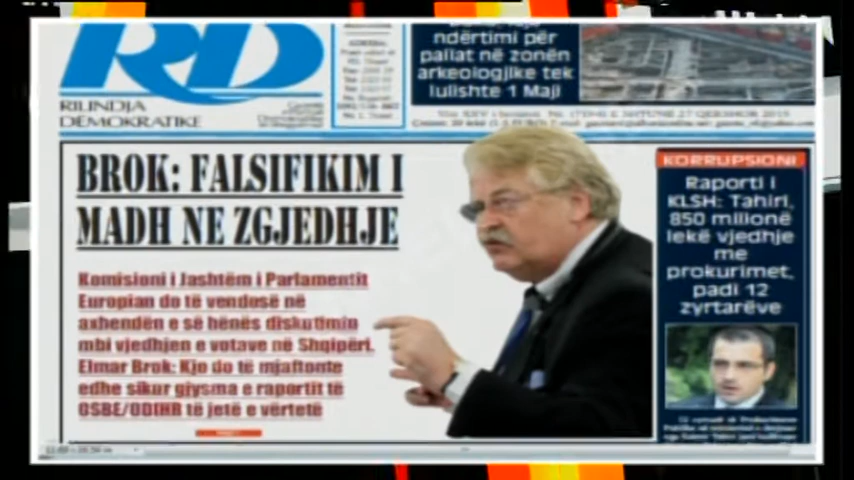 RD
RILINDJA
DEMOKRATIKE
ndërtimi për
pallat në zonën
arkeologjike tek
lulishte 1 Maji
BROK: FALSIFIKIM I
MADH NE ZGJEDHJE
Komisioni i Jashtëm i Parlamentit
Europian do të vendosë në
axhendën e së hënës diskutimin
mbi vjedhjen e votave në Shqipëri.
Elmar Brok: Kjo do të mjaftonte
edhe sikur gjysma e raportit të
OSBE/ODIHR të jetë e vërtetë
KORRUPSIONI
Raporti i
KLSH: Tahiri,
850 milionë
lekë vjedhje
me
prokurimet,
padi 12
zyrtarëve